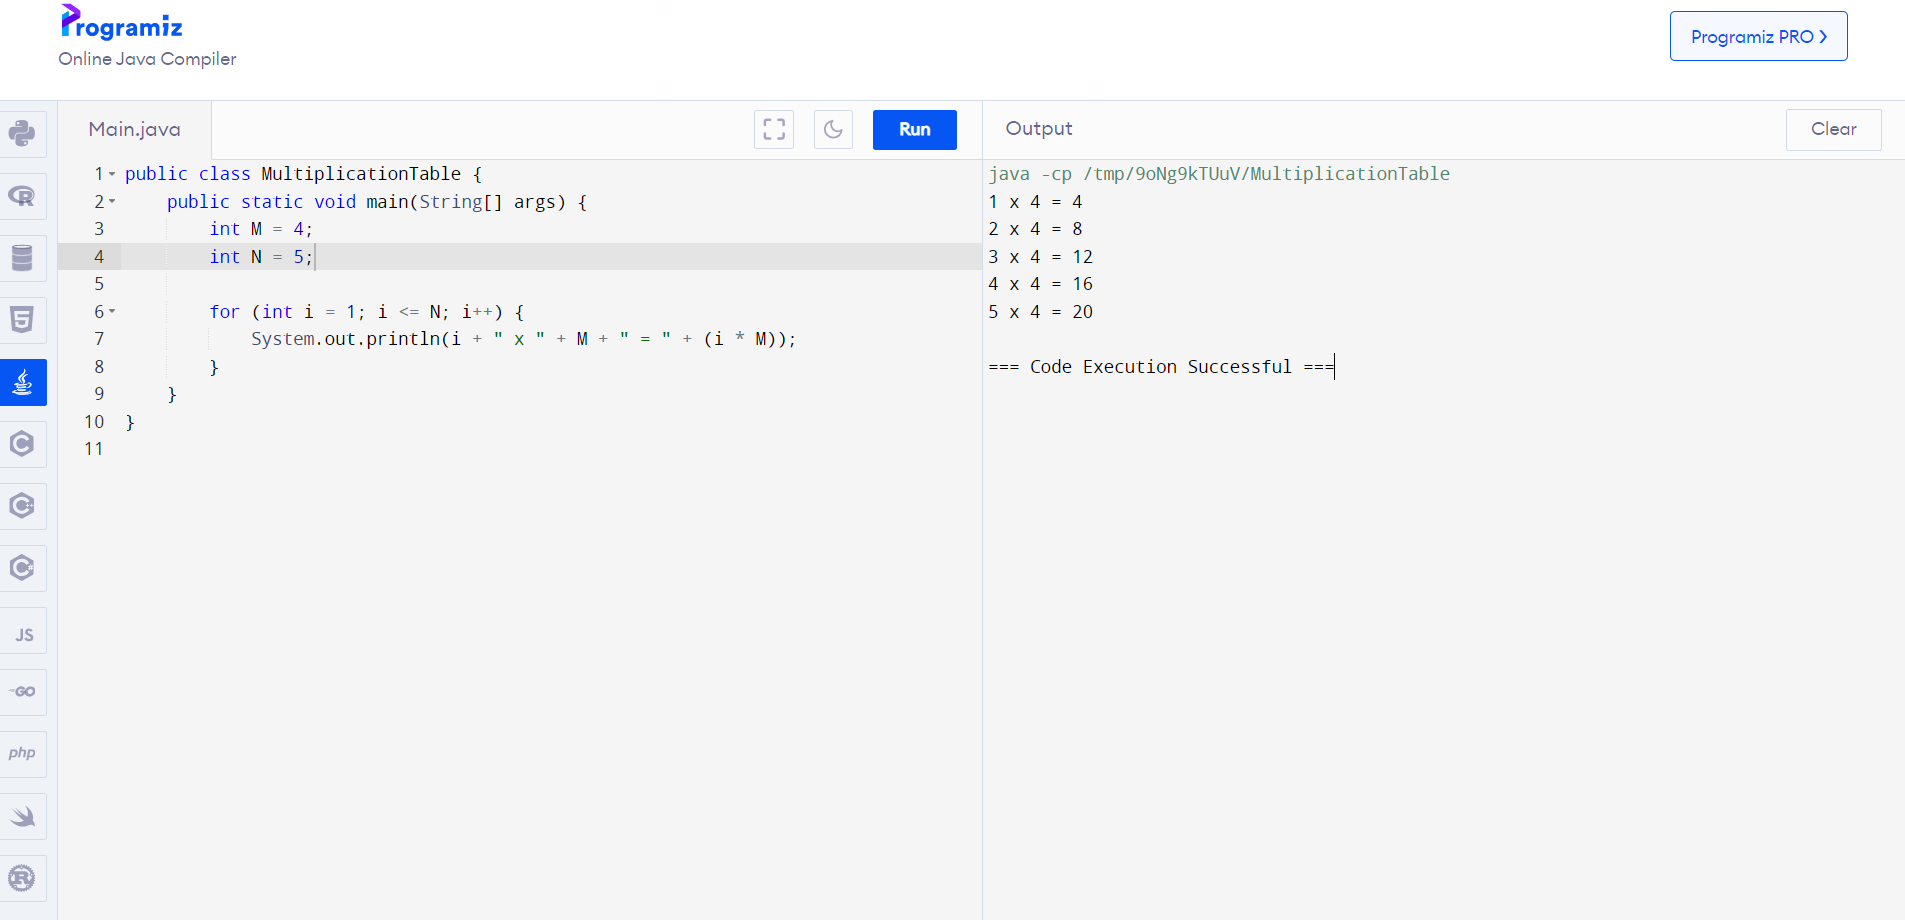 Programiz
Online Java Compiler
Programiz PRO
Main.java
Run
Output
Clear
1 public class MultiplicationTable {
2     public static void main(String[] args) {
3         int M = 4;
4         int N = 5;
5
6         for (int i = 1; i <= N; i++) {
7             System.out.println(i + " x " + M + " = " + (i * M));
8         }
9     }
10 }
11
java -cp /tmp/9oNg9kTUuV/MultiplicationTable
1 x 4 = 4
2 x 4 = 8
3 x 4 = 12
4 x 4 = 16
5 x 4 = 20
=== Code Execution Successful ===
R
5
C
C++
C#
JS
GO
php
R